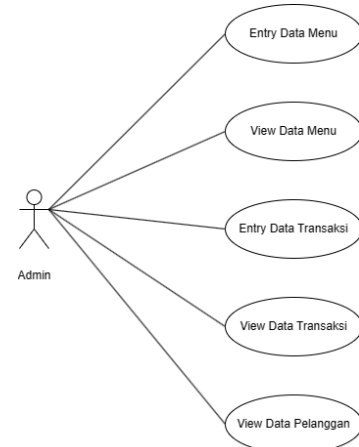 Entry Data Menu
View Data Menu
Entry Data Transaksi
Admin
View Data Transaksi
View Data Pelanggan